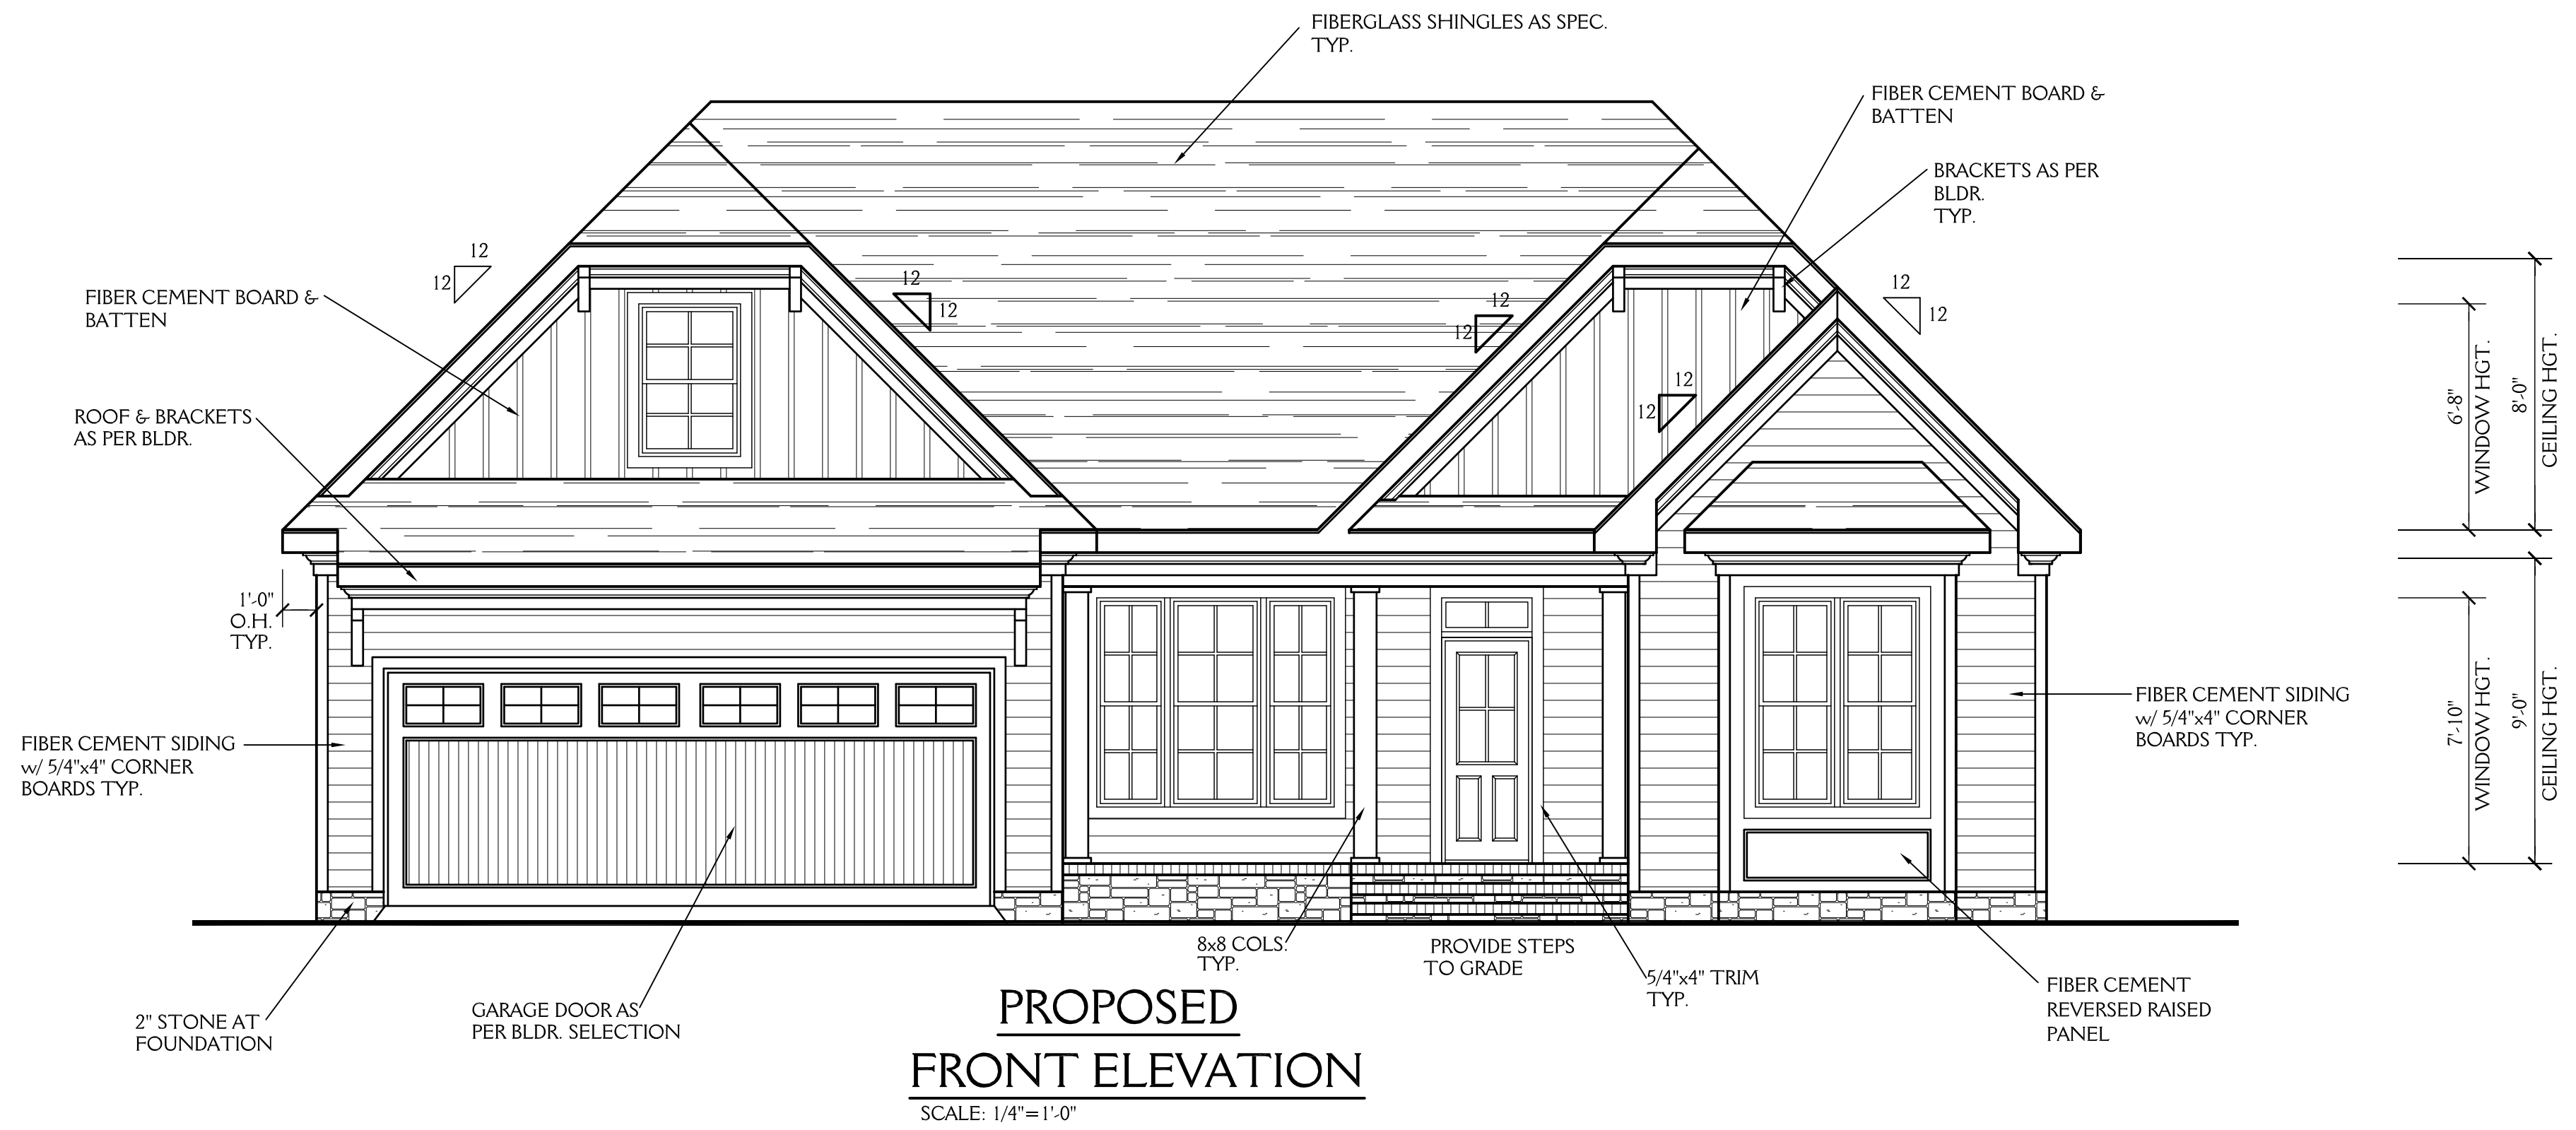 FIBERGLASS SHINGLES AS SPEC.
TYP.
FIBER CEMENT BOARD &
BATTEN
BRACKETS AS PER
BLDR.
TYP.
12
12
12
12
12
12
12
12
12
12
FIBER CEMENT BOARD &
BATTEN
ROOF & BRACKETS
AS PER BLDR.
6'-8"
WINDOW HGT.
8'-0"
CEILING HGT.
1'-0"
O.H.
TYP.
FIBER CEMENT SIDING
w/ 5/4"x4" CORNER
BOARDS TYP.
FIBER CEMENT SIDING
w/ 5/4"x4" CORNER
BOARDS TYP.
7'-10"
WINDOW HGT.
9'-0"
CEILING HGT.
2" STONE AT
FOUNDATION
GARAGE DOOR AS
PER BLDR. SELECTION
8x8 COLS.
TYP.
PROVIDE STEPS
TO GRADE
5/4"x4" TRIM
TYP.
FIBER CEMENT
REVERSED RAISED
PANEL
PROPOSED
FRONT ELEVATION
SCALE: 1/4"=1'-0"